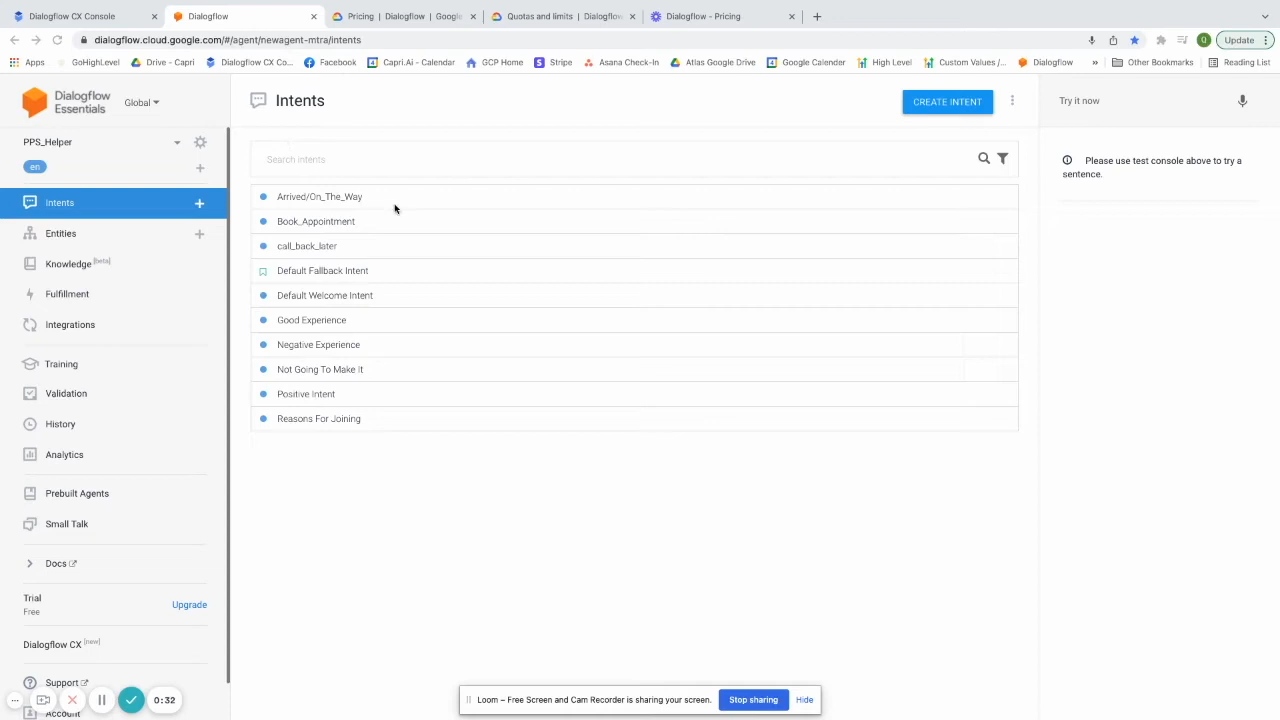 Dialogflow CX Console
Dialogflow
Pricing | Dialogflow | Google
Quotas and limits | Dialogflow
Dialogflow - Pricing
dialogflow.cloud.google.com/#/agent/newagent-mtra/intents
Q
Update
Apps
GoHighLevel
Drive - Capri
Dialogflow CX Co...
Facebook
Capri.Ai - Calendar
GCP Home
Stripe
Asana Check-In
Atlas Google Drive
Google Calendar
High Level
Custom Values /...
Dialogflow
»
Other Bookmarks
Reading List
Dialogflow
Essentials
Global
PPS_Helper
en
Intents
Entities
Knowledge [beta]
Fulfillment
Integrations
Training
Validation
History
Analytics
Prebuilt Agents
Small Talk
Docs
Trial
Free
Upgrade
Dialogflow CX [new]
Support
Account
0:32
Intents
CREATE INTENT
Search intents
Arrived/On_The_Way
Book_Appointment
call_back_later
Default Fallback Intent
Default Welcome Intent
Good Experience
Negative Experience
Not Going To Make It
Positive Intent
Reasons For Joining
Try it now
Please use test console above to try a
sentence.
Loom – Free Screen and Cam Recorder is sharing your screen.
Stop sharing
Hide